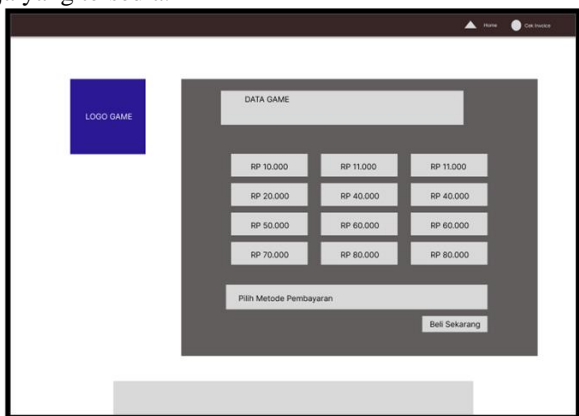 Home Cek Invoice
LOGO GAME
DATA GAME
RP 10.000 RP 11.000 RP 11.000
RP 20.000 RP 40.000 RP 40.000
RP 50.000 RP 60.000 RP 60.000
RP 70.000 RP 80.000 RP 80.000
Pilih Metode Pembayaran
Beli Sekarang